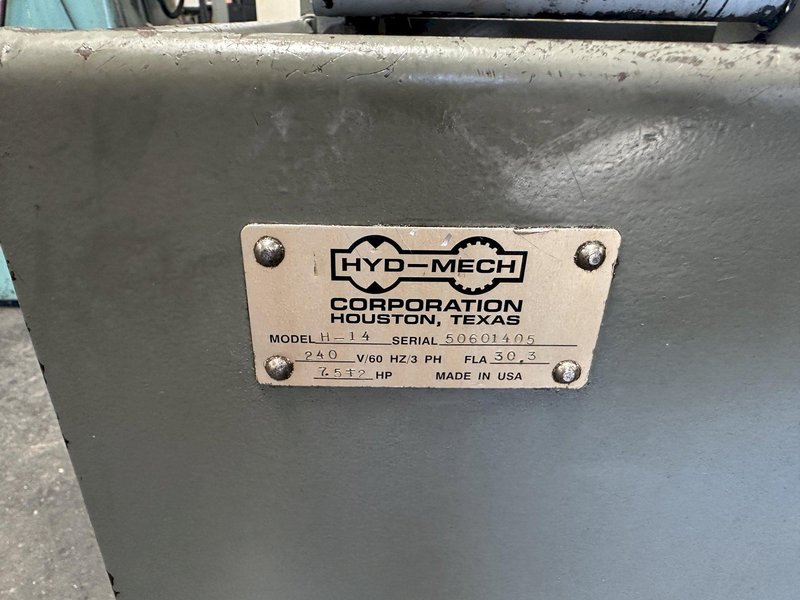 HYD-MECH
CORPORATION
HOUSTON, TEXAS
MODEL H-14 SERIAL 50601405
240 V/60 HZ/3 PH FLA 30.3
7.5+2 HP MADE IN USA